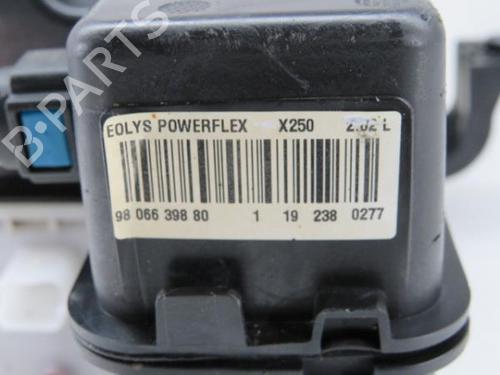 EOLYS POWERFLEX X250 2.02 L
98 066 398 80 1 19 238 0277
B-PARTS